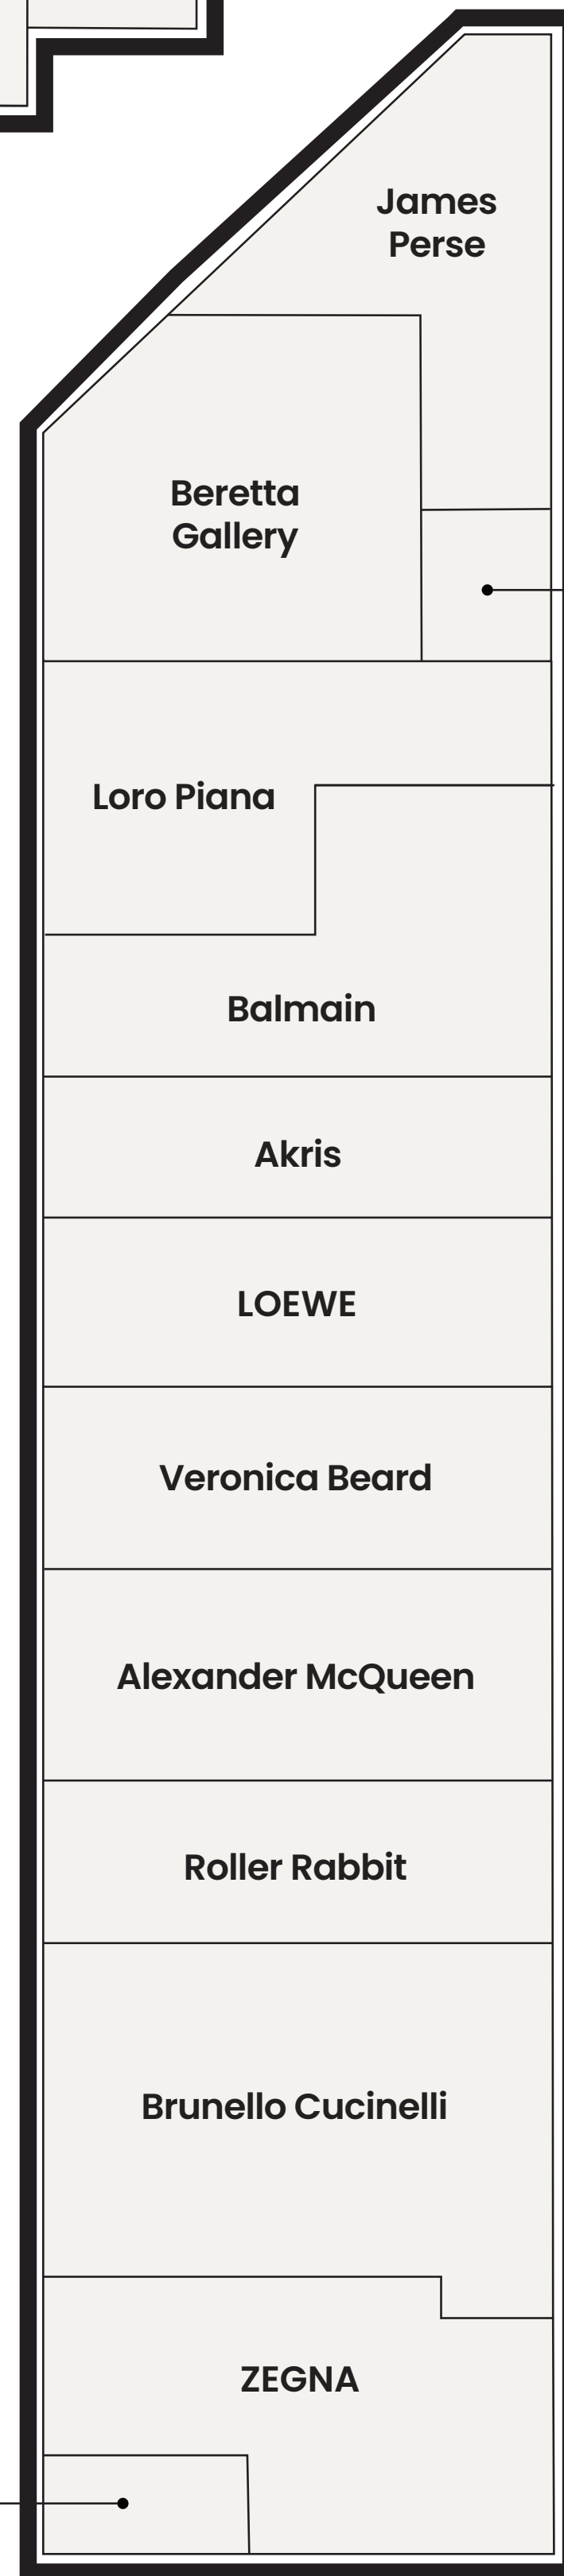 James
Perse
Beretta
Gallery
Loro Piana
Balmain
Akris
LOEWE
Veronica Beard
Alexander McQueen
Roller Rabbit
Brunello Cucinelli
ZEGNA